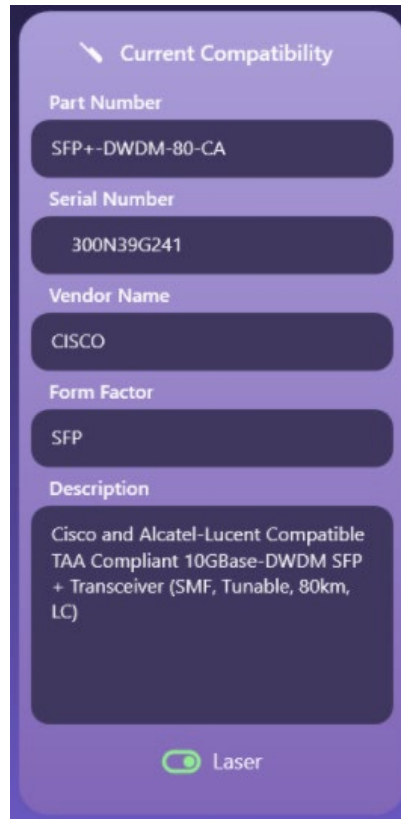 Current Compatibility
Part Number
SFP+-DWDM-80-CA
Serial Number
300N39G241
Vendor Name
CISCO
Form Factor
SFP
Description
Cisco and Alcatel-Lucent Compatible
TAA Compliant 10GBase-DWDM SFP
+ Transceiver (SMF, Tunable, 80km,
LC)
Laser